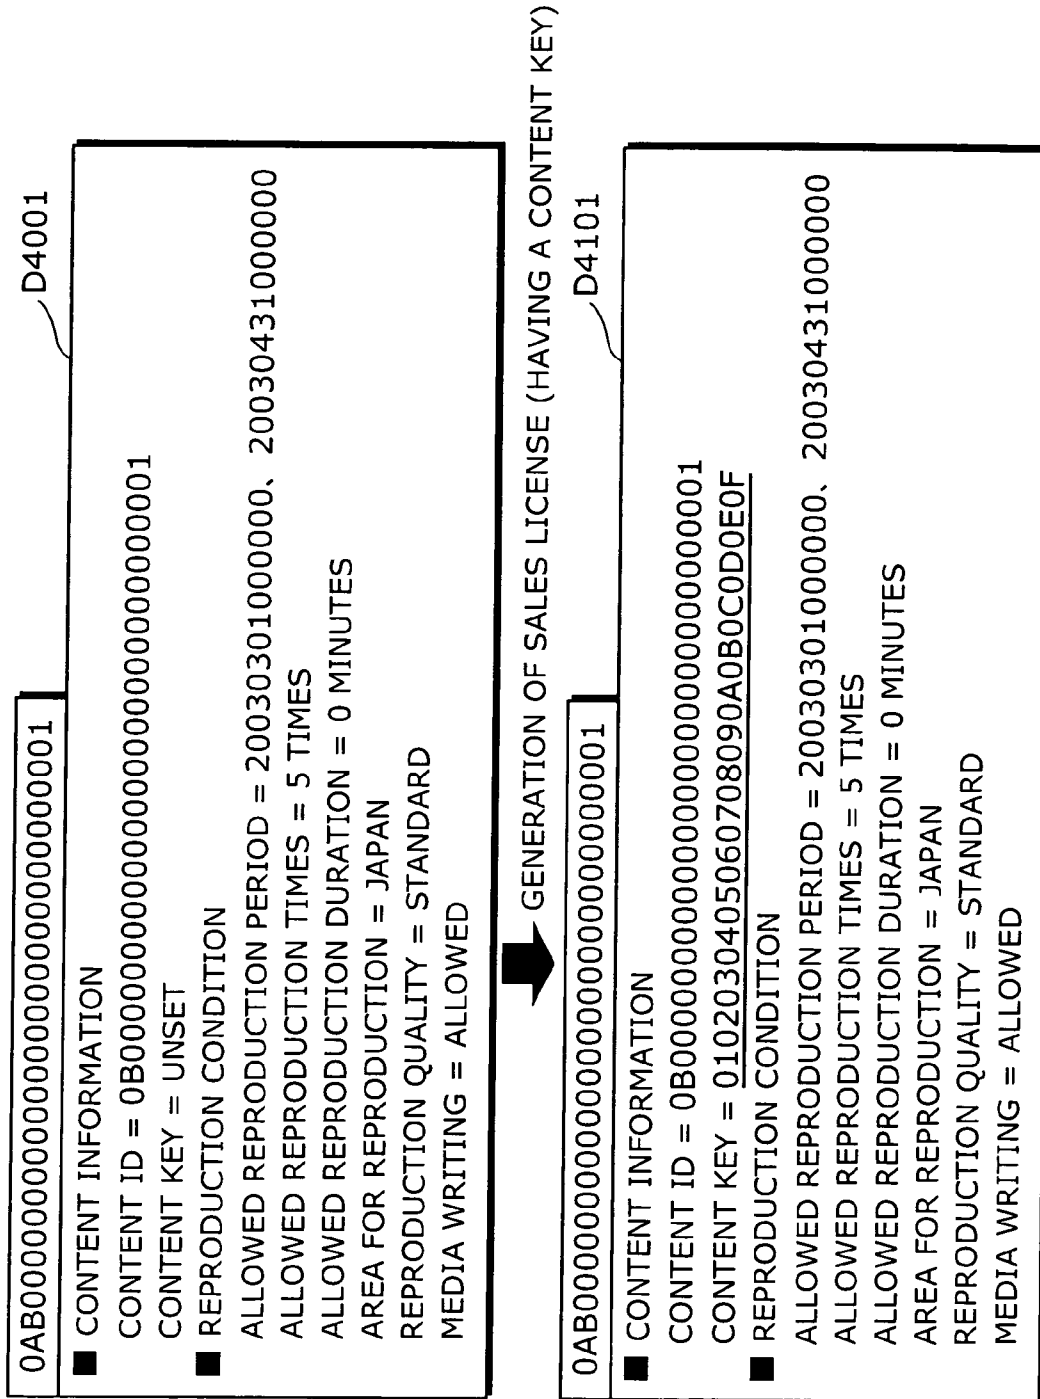 0AB00000000000000000000000000001
D4001
■ CONTENT INFORMATION
CONTENT ID = 0B000000000000000000000000000001
CONTENT KEY = UNSET
■ REPRODUCTION CONDITION
ALLOWED REPRODUCTION PERIOD = 20030301000000、 20030431000000
ALLOWED REPRODUCTION TIMES = 5 TIMES
ALLOWED REPRODUCTION DURATION = 0 MINUTES
AREA FOR REPRODUCTION = JAPAN
REPRODUCTION QUALITY = STANDARD
MEDIA WRITING = ALLOWED
GENERATION OF SALES LICENSE (HAVING A CONTENT KEY)
0AB00000000000000000000000000001
D4101
■ CONTENT INFORMATION
CONTENT ID = 0B000000000000000000000000000001
CONTENT KEY = 0102030405060708090A0B0C0D0E0F
■ REPRODUCTION CONDITION
ALLOWED REPRODUCTION PERIOD = 20030301000000、 20030431000000
ALLOWED REPRODUCTION TIMES = 5 TIMES
ALLOWED REPRODUCTION DURATION = 0 MINUTES
AREA FOR REPRODUCTION = JAPAN
REPRODUCTION QUALITY = STANDARD
MEDIA WRITING = ALLOWED